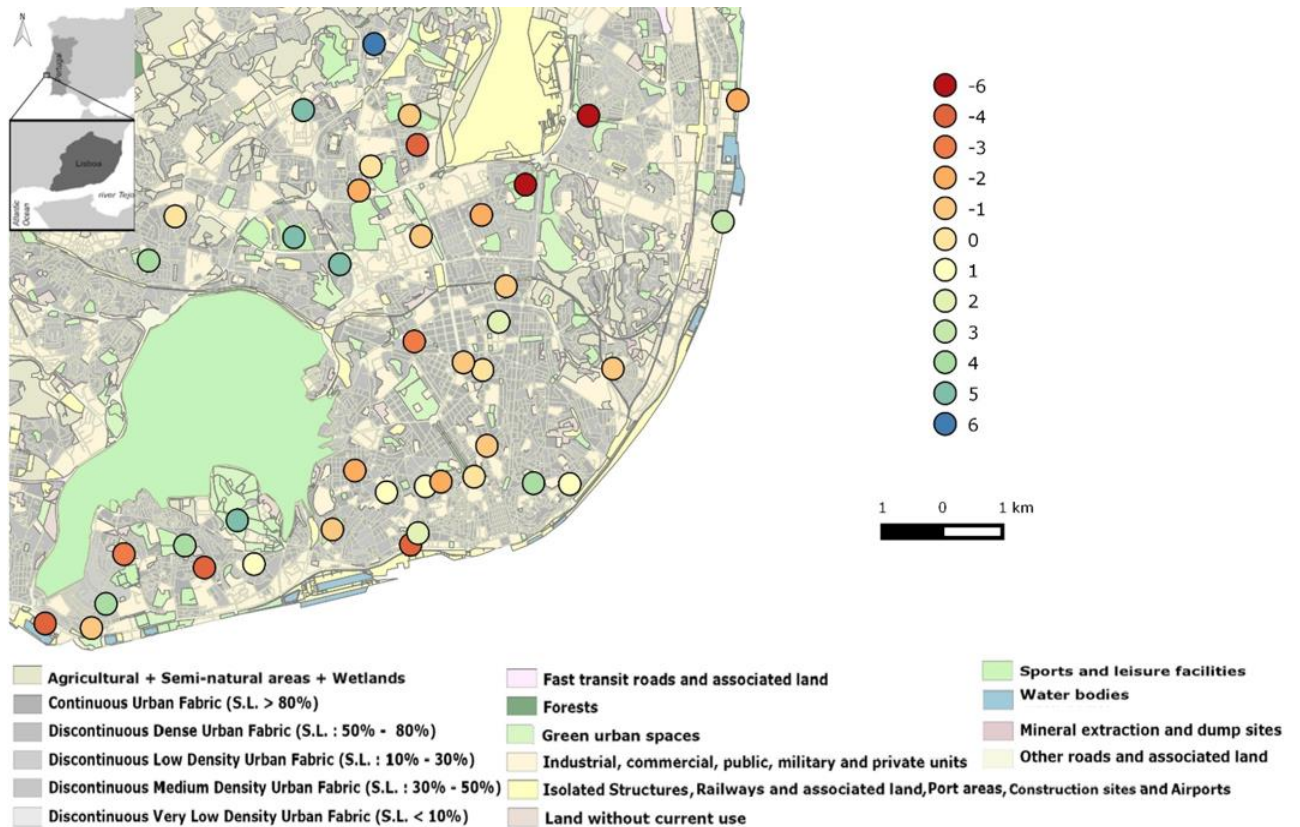 N
Portugal
Lisboa
river Tejo
Atlantic
Ocean
-6
-4
-3
-2
-1
0
1
2
3
4
5
6
1 0 1 km
Agricultural + Semi-natural areas + Wetlands
Continuous Urban Fabric (S.L. > 80%)
Discontinuous Dense Urban Fabric (S.L. : 50% - 80%)
Discontinuous Low Density Urban Fabric (S.L. : 10% - 30%)
Discontinuous Medium Density Urban Fabric (S.L. : 30% - 50%)
Discontinuous Very Low Density Urban Fabric (S.L. < 10%)
Fast transit roads and associated land
Forests
Green urban spaces
Industrial, commercial, public, military and private units
Isolated Structures, Railways and associated land, Port areas, Construction sites and Airports
Land without current use
Sports and leisure facilities
Water bodies
Mineral extraction and dump sites
Other roads and associated land